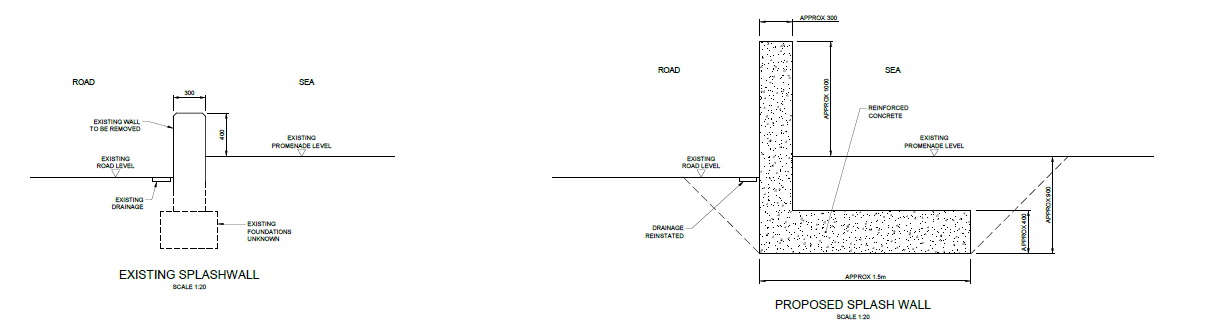 ROAD
SEA
300
EXISTING WALL
TO BE REMOVED
400
EXISTING
PROMENADE LEVEL
EXISTING
ROAD LEVEL
EXISTING
DRAINAGE
EXISTING
FOUNDATIONS
UNKNOWN
EXISTING SPLASHWALL
SCALE 1:20
APPROX 300
ROAD
SEA
APPROX 1000
REINFORCED
CONCRETE
EXISTING
PROMENADE LEVEL
EXISTING
ROAD LEVEL
DRAINAGE
REINSTATED
APPROX 400
APPROX 900
APPROX 1.5m
PROPOSED SPLASH WALL
SCALE 1:20